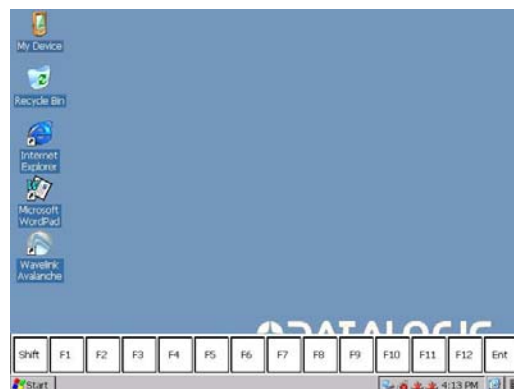 My Device
Recycle Bin
Internet
Explorer
Microsoft
WordPad
Wavelink
Avalanche
DATALOGIC
Shift F1 F2 F3 F4 F5 F6 F7 F8 F9 F10 F11 F12 Ent
Start 4:13 PM